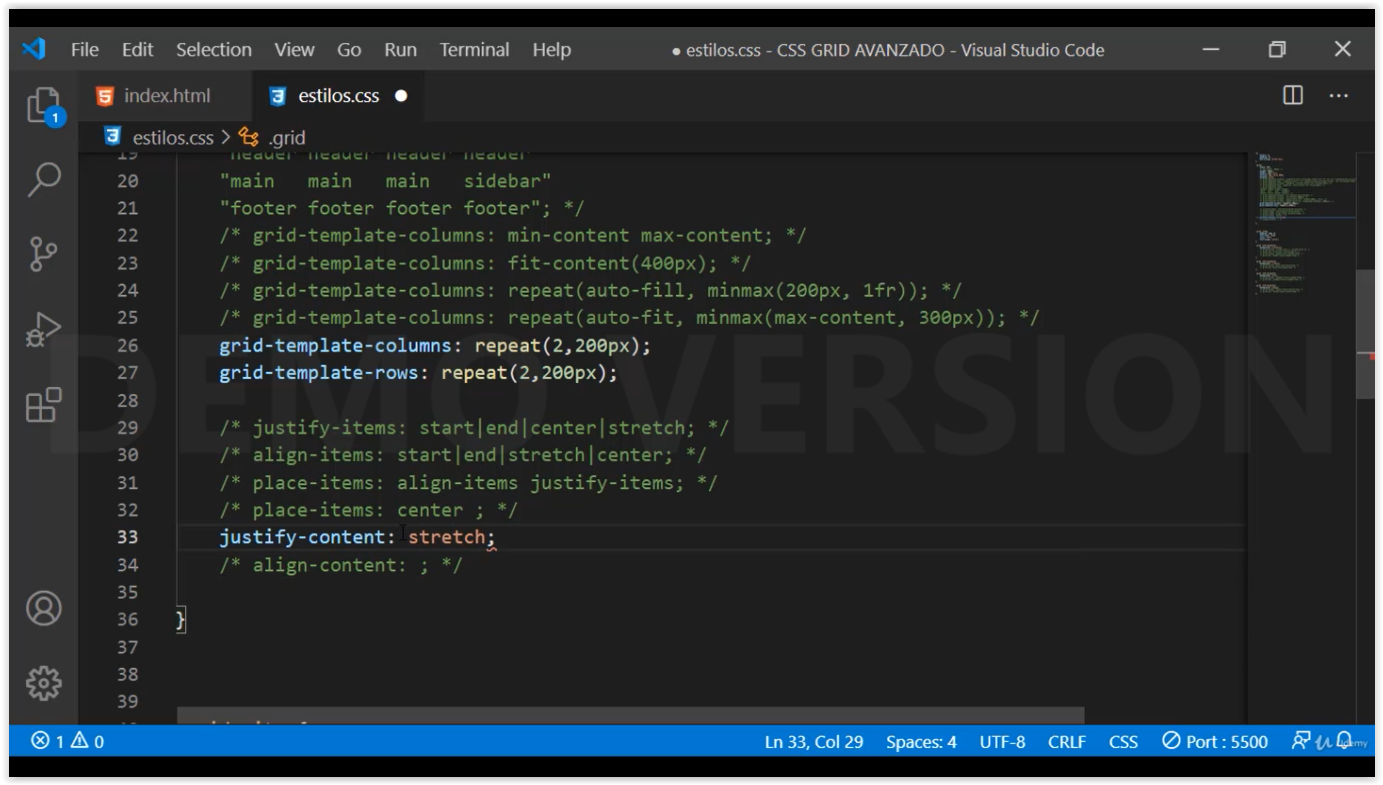 File Edit Selection View Go Run Terminal Help ● estilos.css - CSS GRID AVANZADO - Visual Studio Code
index.html estilos.css ●
1
estilos.css > .grid
19 "header header header header"
20 "main main main sidebar"
21 "footer footer footer footer"; */
22 /* grid-template-columns: min-content max-content; */
23 /* grid-template-columns: fit-content(400px); */
24 /* grid-template-columns: repeat(auto-fill, minmax(200px, 1fr)); */
25 /* grid-template-columns: repeat(auto-fit, minmax(max-content, 300px)); */
26 grid-template-columns: repeat(2,200px);
27 grid-template-rows: repeat(2,200px);
28
DEMO VERSION
29 /* justify-items: start|end|center|stretch; */
30 /* align-items: start|end|stretch|center; */
31 /* place-items: align-items justify-items; */
32 /* place-items: center ; */
33 justify-content: stretch;
34 /* align-content: ; */
35
36 }
37
38
39
1 0 Ln 33, Col 29 Spaces: 4 UTF-8 CRLF CSS Port : 5500 Udemy